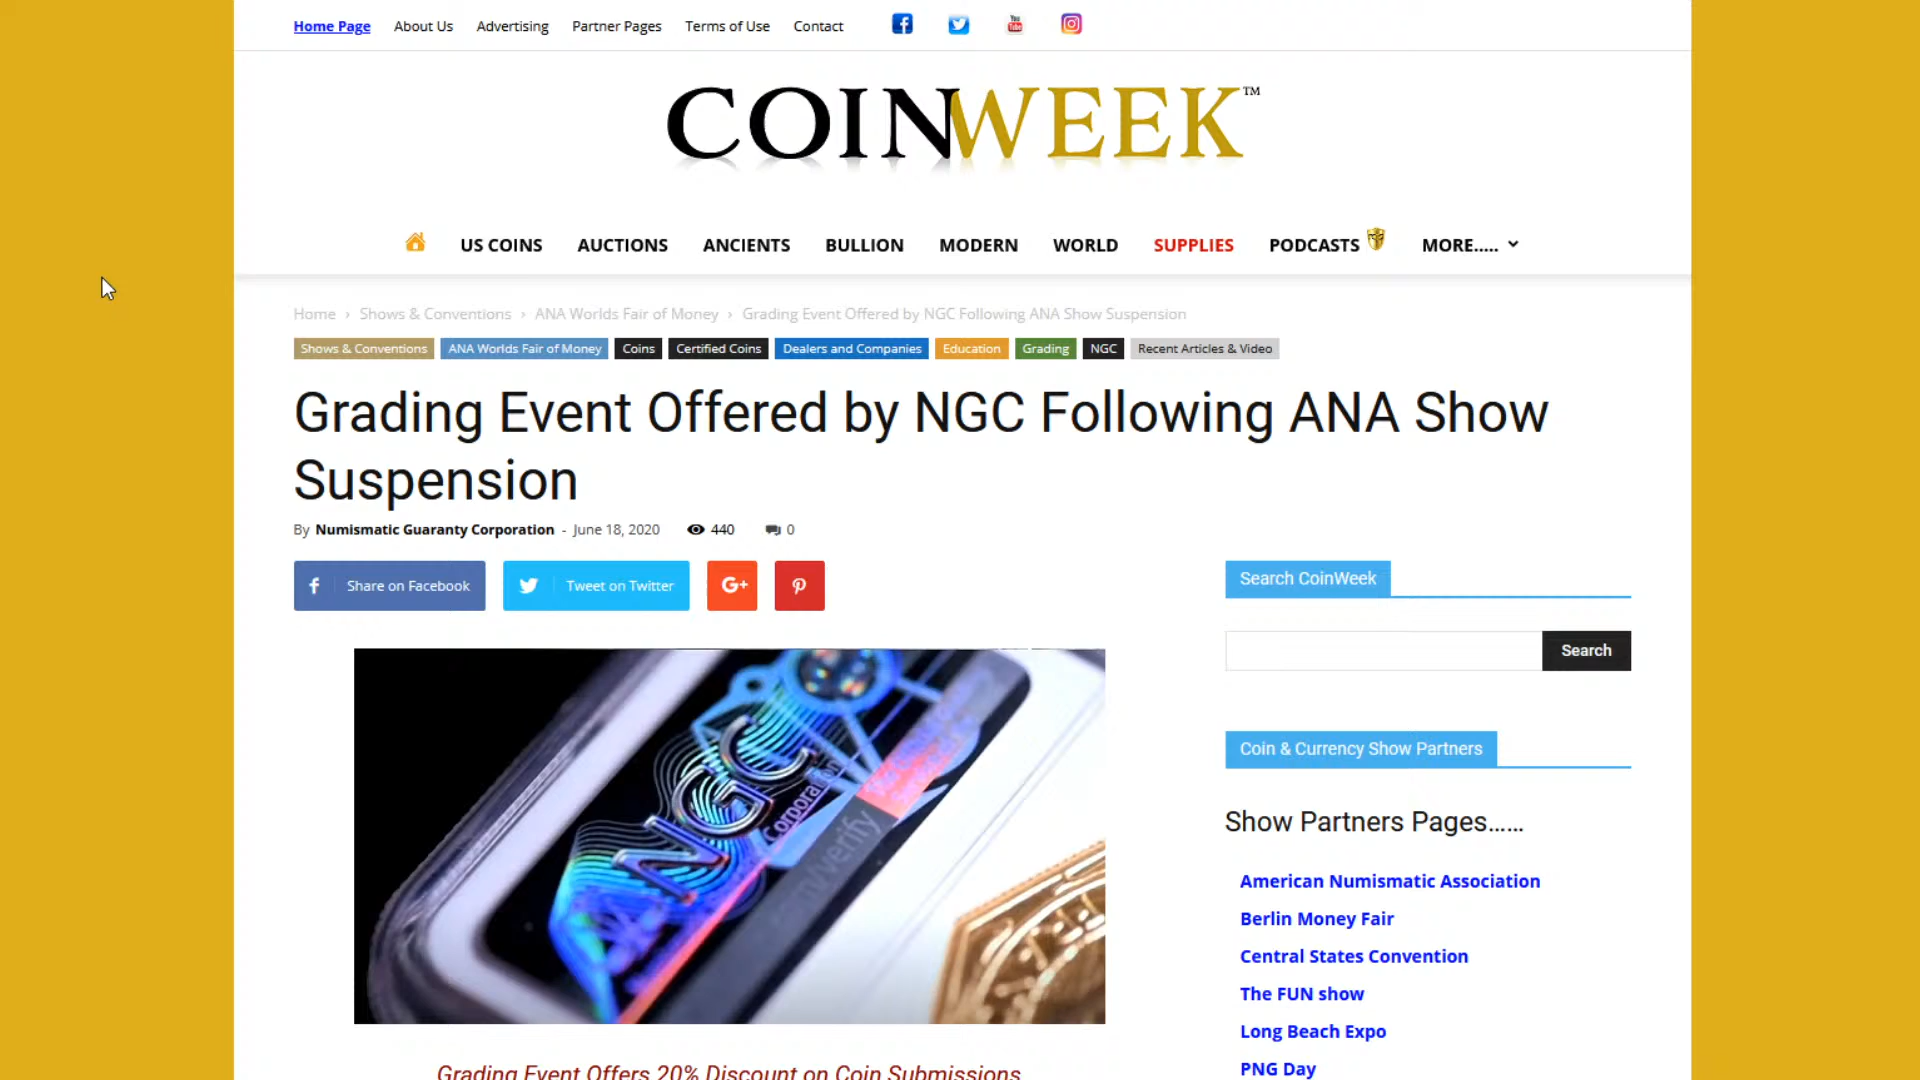 Home Page About Us Advertising Partner Pages Terms of Use Contact
COINWEEK™
US COINS AUCTIONS ANCIENTS BULLION MODERN WORLD SUPPLIES PODCASTS MORE.....
Home › Shows & Conventions › ANA Worlds Fair of Money › Grading Event Offered by NGC Following ANA Show Suspension
Shows & Conventions ANA Worlds Fair of Money Coins Certified Coins Dealers and Companies Education Grading NGC Recent Articles & Video
Grading Event Offered by NGC Following ANA Show
Suspension
By Numismatic Guaranty Corporation - June 18, 2020 440 0
Share on Facebook Tweet on Twitter G+
NGC
Corporation
Grading Event Offers 20% Discount on Coin Submissions
Search CoinWeek
Search
Coin & Currency Show Partners
Show Partners Pages......
American Numismatic Association
Berlin Money Fair
Central States Convention
The FUN show
Long Beach Expo
PNG Day